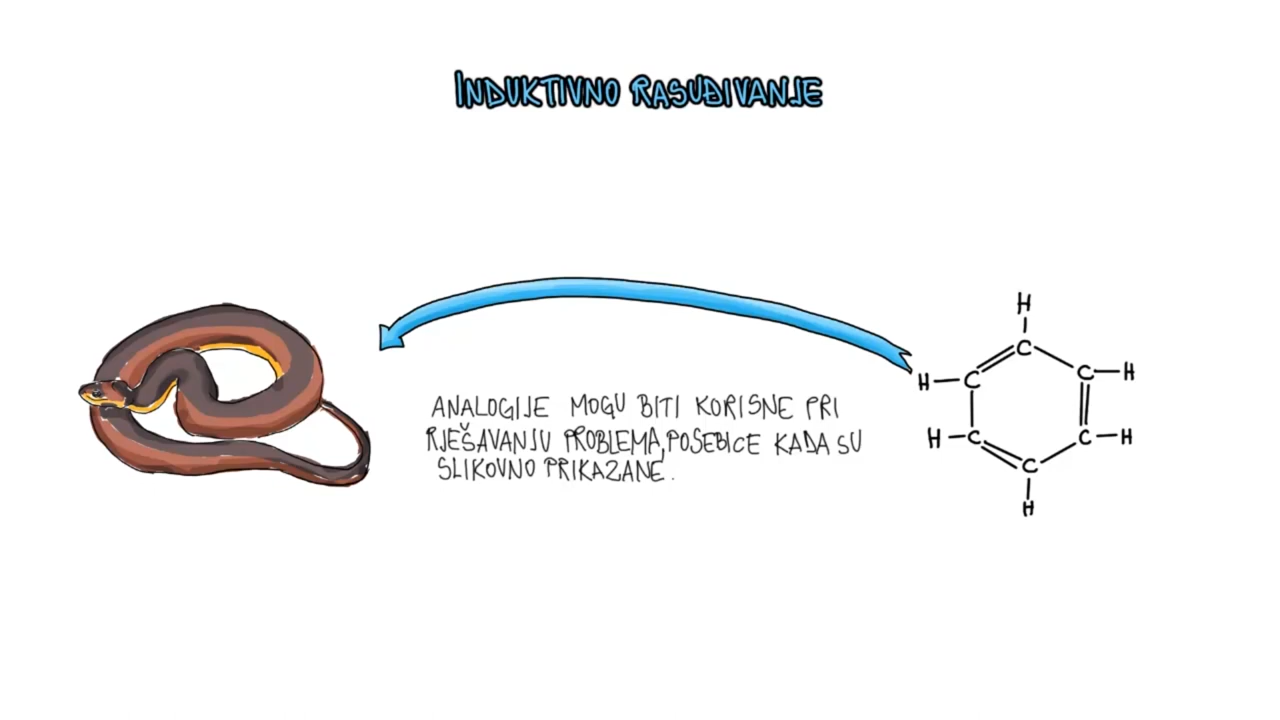 INDUKTIVNO RASUĐIVANJE
ANALOGIJE MOGU BITI KORISNE PRI
RJEŠAVANJU PROBLEMA, POSEBICE KADA SU
SLIKOVNO PRIKAZANE.
H
C
H C C H
H C C H
C
H